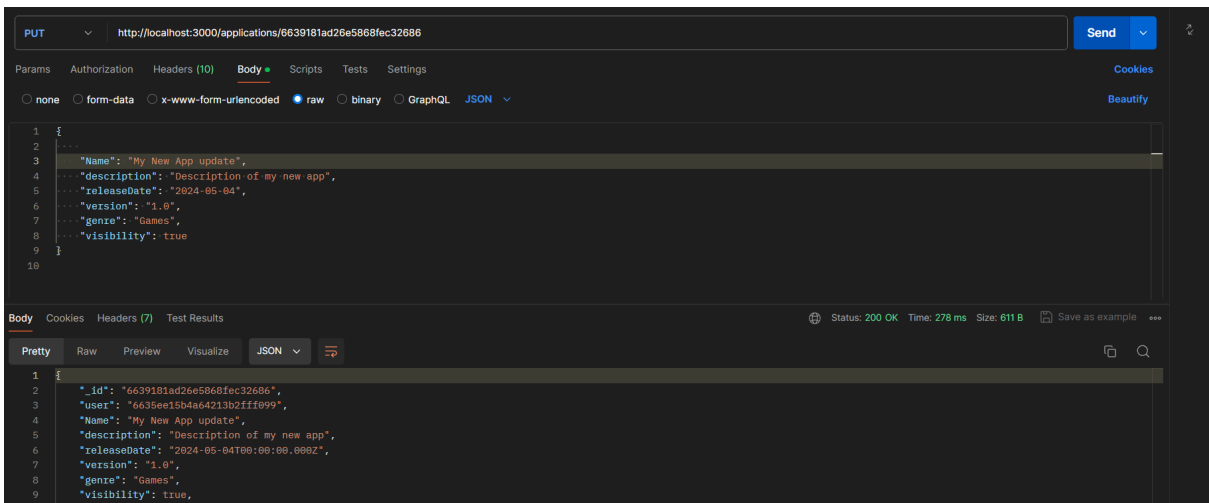 PUT http://localhost:3000/applications/6639181ad26e5868fec32686 Send
Params Authorization Headers (10) Body Scripts Tests Settings Cookies
none form-data x-www-form-urlencoded raw binary GraphQL JSON Beautify
1 {
2
3 "Name": "My New App update",
4 "description": "Description of my new app",
5 "releaseDate": "2024-05-04",
6 "version": "1.0",
7 "genre": "Games",
8 "visibility": true
9 }
10
Body Cookies Headers (7) Test Results Status: 200 OK Time: 278 ms Size: 611 B Save as example
Pretty Raw Preview Visualize JSON
1 {
2 "_id": "6639181ad26e5868fec32686",
3 "user": "6635ee15b4a64213b2fff099",
4 "Name": "My New App update",
5 "description": "Description of my new app",
6 "releaseDate": "2024-05-04T00:00:00.000Z",
7 "version": "1.0",
8 "genre": "Games",
9 "visibility": true,